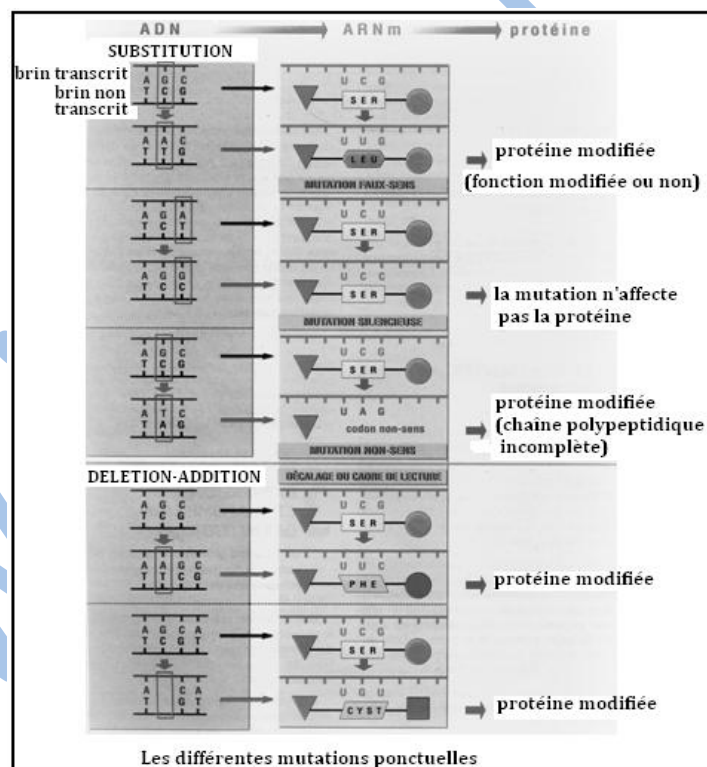 ADN ARNm protéine
SUBSTITUTION
brin transcrit
brin non
transcrit
A G C
T C G
U C G
SER
A A C
T T G
U U G
LEU
MUTATION FAUX-SENS
protéine modifiée
(fonction modifiée ou non)
A G A
T C T
U C U
SER
A G G
T C C
U C C
SER
MUTATION SILENCIEUSE
la mutation n'affecte
pas la protéine
A G C
T C G
U C G
SER
A T C
T A G
U A G
codon non-sens
MUTATION NON-SENS
protéine modifiée
(chaîne polypeptidique
incomplète)
DELETION-ADDITION
DÉCALAGE DU CADRE DE LECTURE
A G C
T C G
U C G
SER
A A G C
T T C G
U U C
PHE
protéine modifiée
A G C A
T C G T
U C G
SER
A C A
T G T
U G U
CYST
protéine modifiée
Les différentes mutations ponctuelles